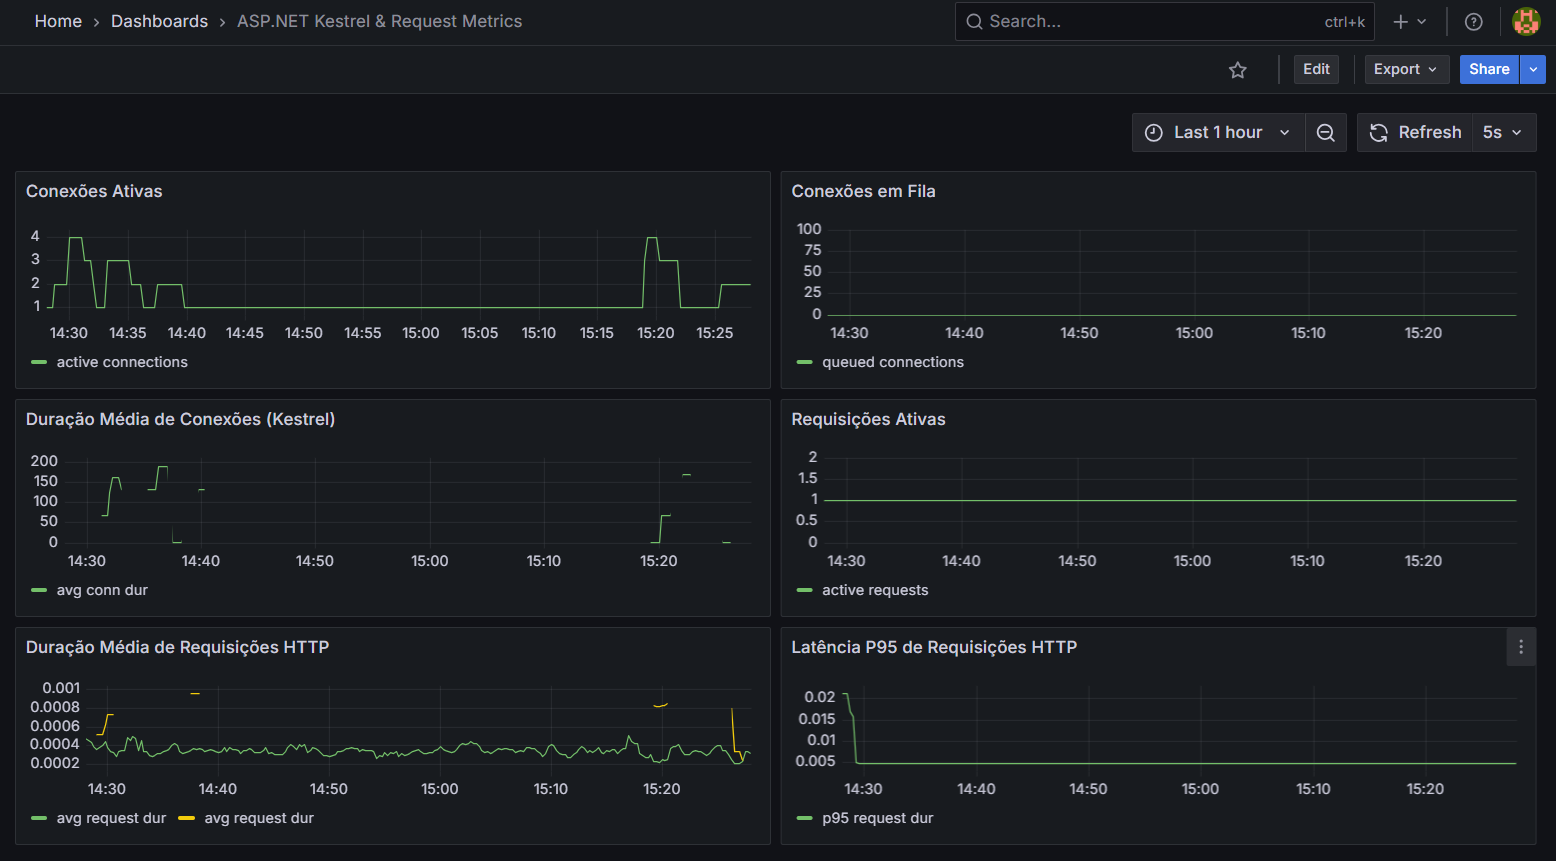 Home › Dashboards › ASP.NET Kestrel & Request Metrics
Search...
ctrl+k
Edit
Export
Share
Last 1 hour
Refresh
5s
Conexões Ativas
4
3
2
1
14:30 14:35 14:40 14:45 14:50 14:55 15:00 15:05 15:10 15:15 15:20 15:25
active connections
Conexões em Fila
100
75
50
25
0
14:30 14:40 14:50 15:00 15:10 15:20
queued connections
Duração Média de Conexões (Kestrel)
200
150
100
50
0
14:30 14:40 14:50 15:00 15:10 15:20
avg conn dur
Requisições Ativas
2
1.5
1
0.5
0
14:30 14:40 14:50 15:00 15:10 15:20
active requests
Duração Média de Requisições HTTP
0.001
0.0008
0.0006
0.0004
0.0002
14:30 14:40 14:50 15:00 15:10 15:20
avg request dur avg request dur
Latência P95 de Requisições HTTP
0.02
0.015
0.01
0.005
14:30 14:40 14:50 15:00 15:10 15:20
p95 request dur